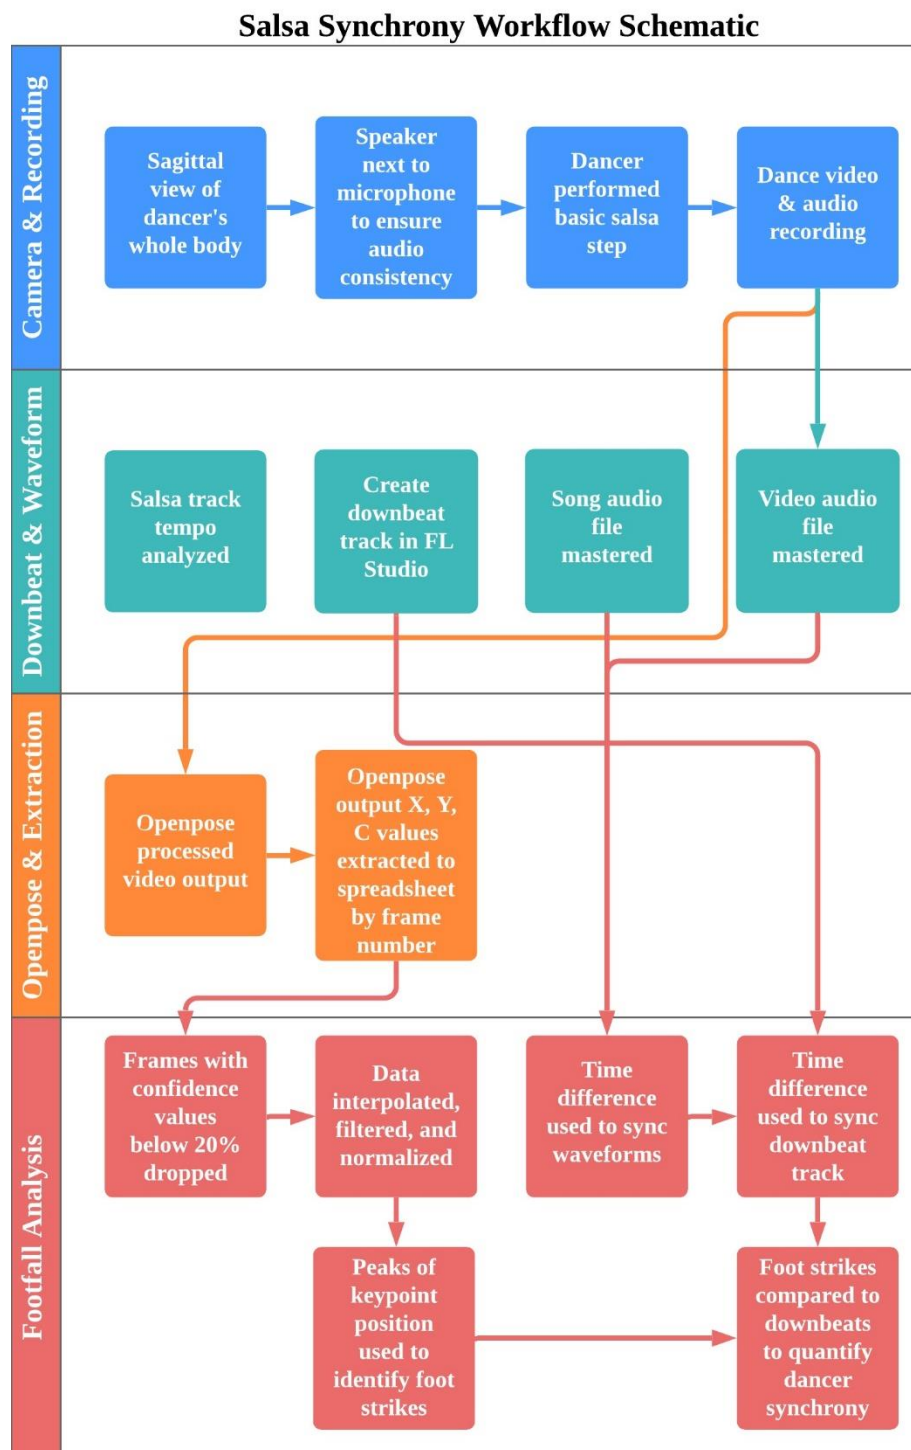 Salsa Synchrony Workflow Schematic
Camera & Recording
Sagittal
view of
dancer's
whole body
Speaker
next to
microphone
to ensure
audio
consistency
Dancer
performed
basic salsa
step
Dance video
& audio
recording
Downbeat & Waveform
Salsa track
tempo
analyzed
Create
downbeat
track in FL
Studio
Song audio
file
mastered
Video audio
file
mastered
Openpose & Extraction
Openpose
processed
video output
Openpose
output X, Y,
C values
extracted to
spreadsheet
by frame
number
Footfall Analysis
Frames with
confidence
values
below 20%
dropped
Data
interpolated,
filtered, and
normalized
Time
difference
used to sync
waveforms
Time
difference
used to sync
downbeat
track
Peaks of
keypoint
position
used to
identify foot
strikes
Foot strikes
compared to
downbeats
to quantify
dancer
synchrony